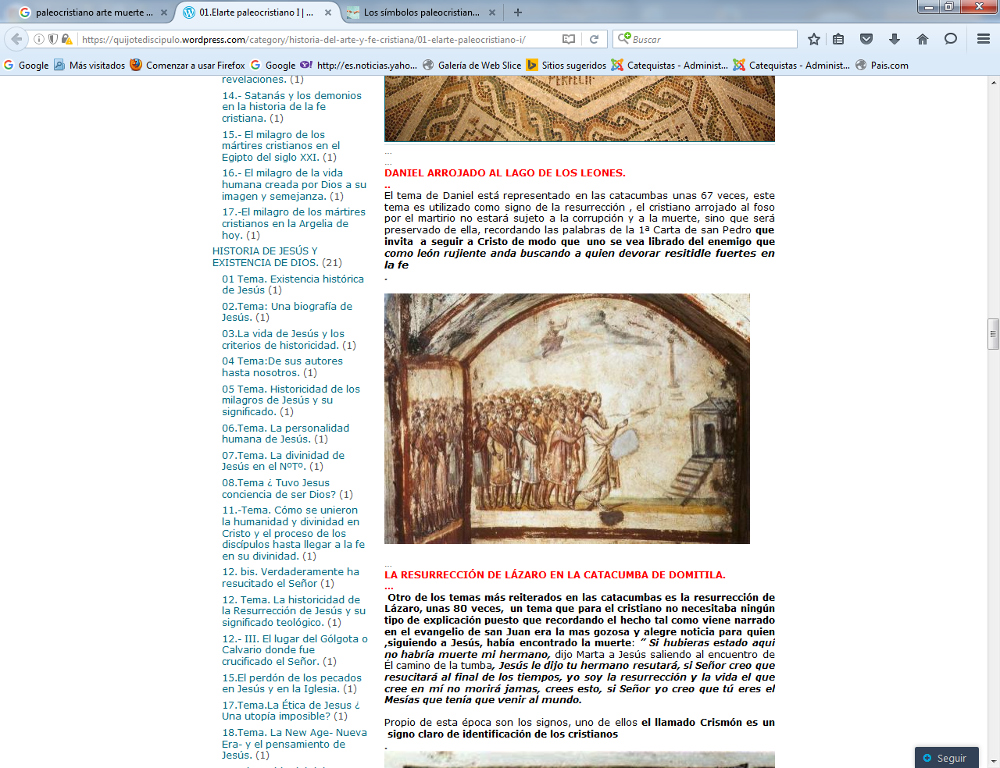 paleocristiano arte muerte ...
01.Elarte paleocristiano I | ...
Los símbolos paleocristian...
https://quijotediscipulo.wordpress.com/category/historia-del-arte-y-fe-cristiana/01-elarte-paleocristiano-i/
Buscar
Google
Más visitados
Comenzar a usar Firefox
Google
http://es.noticias.yaho...
Galería de Web Slice
Sitios sugeridos
Catequistas - Administ...
Catequistas - Administ...
Pais.com
revelaciones. (1)
14.- Satanás y los demonios
en la historia de la fe
cristiana. (1)
15.- El milagro de los
mártires cristianos en el
Egipto del siglo XXI. (1)
16.- El milagro de la vida
humana creada por Dios a su
imagen y semejanza. (1)
17.-El milagro de los mártires
cristianos en la Argelia de
hoy. (1)
HISTORIA DE JESÚS Y
EXISTENCIA DE DIOS. (21)
01 Tema. Existencia histórica
de Jesús (1)
02.Tema: Una biografía de
Jesús. (1)
03.La vida de Jesús y los
criterios de historicidad. (1)
04 Tema:De sus autores
hasta nosotros. (1)
05 Tema. Historicidad de los
milagros de Jesús y su
significado. (1)
06.Tema. La personalidad
humana de Jesús. (1)
07.Tema. La divinidad de
Jesús en el NºTº. (1)
08.Tema ¿ Tuvo Jesus
conciencia de ser Dios? (1)
11.-Tema. Cómo se unieron
la humanidad y divinidad en
Cristo y el proceso de los
discípulos hasta llegar a la fe
en su divinidad. (1)
12. bis. Verdaderamente ha
resucitado el Señor (1)
12. Tema. La historicidad de
la Resurrección de Jesús y su
significado teológico. (1)
12.- III. El lugar del Gólgota o
Calvario donde fue
crucificado el Señor. (1)
15.El perdón de los pecados
en Jesús y en la Iglesia. (1)
17.Tema.La Ética de Jesus ¿
Una utopía imposible? (1)
18.Tema. La New Age- Nueva
Era- y el pensamiento de
Jesús. (1)
...
...
DANIEL ARROJADO AL LAGO DE LOS LEONES.
..
El tema de Daniel está representado en las catacumbas unas 67 veces, este
tema es utilizado como signo de la resurrección , el cristiano arrojado al foso
por el martirio no estará sujeto a la corrupción y a la muerte, sino que será
preservado de ella, recordando las palabras de la 1ª Carta de san Pedro que
invita a seguir a Cristo de modo que uno se vea librado del enemigo que
como león rujiente anda buscando a quien devorar resitidle fuertes en
la fe
.
...
LA RESURRECCIÓN DE LÁZARO EN LA CATACUMBA DE DOMITILA.
...
Otro de los temas más reiterados en las catacumbas es la resurrección de
Lázaro, unas 80 veces, un tema que para el cristiano no necesitaba ningún
tipo de explicación puesto que recordando el hecho tal como viene narrado
en el evangelio de san Juan era la mas gozosa y alegre noticia para quien
,siguiendo a Jesús, había encontrado la muerte: " Si hubieras estado aquí
no habría muerte mi hermano, dijo Marta a Jesús saliendo al encuentro de
Él camino de la tumba, Jesús le dijo tu hermano resutará, si Señor creo que
resucitará al final de los tiempos, yo soy la resurrección y la vida el que
cree en mí no morirá jamas, crees esto, si Señor yo creo que tú eres el
Mesías que tenía que venir al mundo.
Propio de esta época son los signos, uno de ellos el llamado Crismón es un
signo claro de identificación de los cristianos
.
Seguir